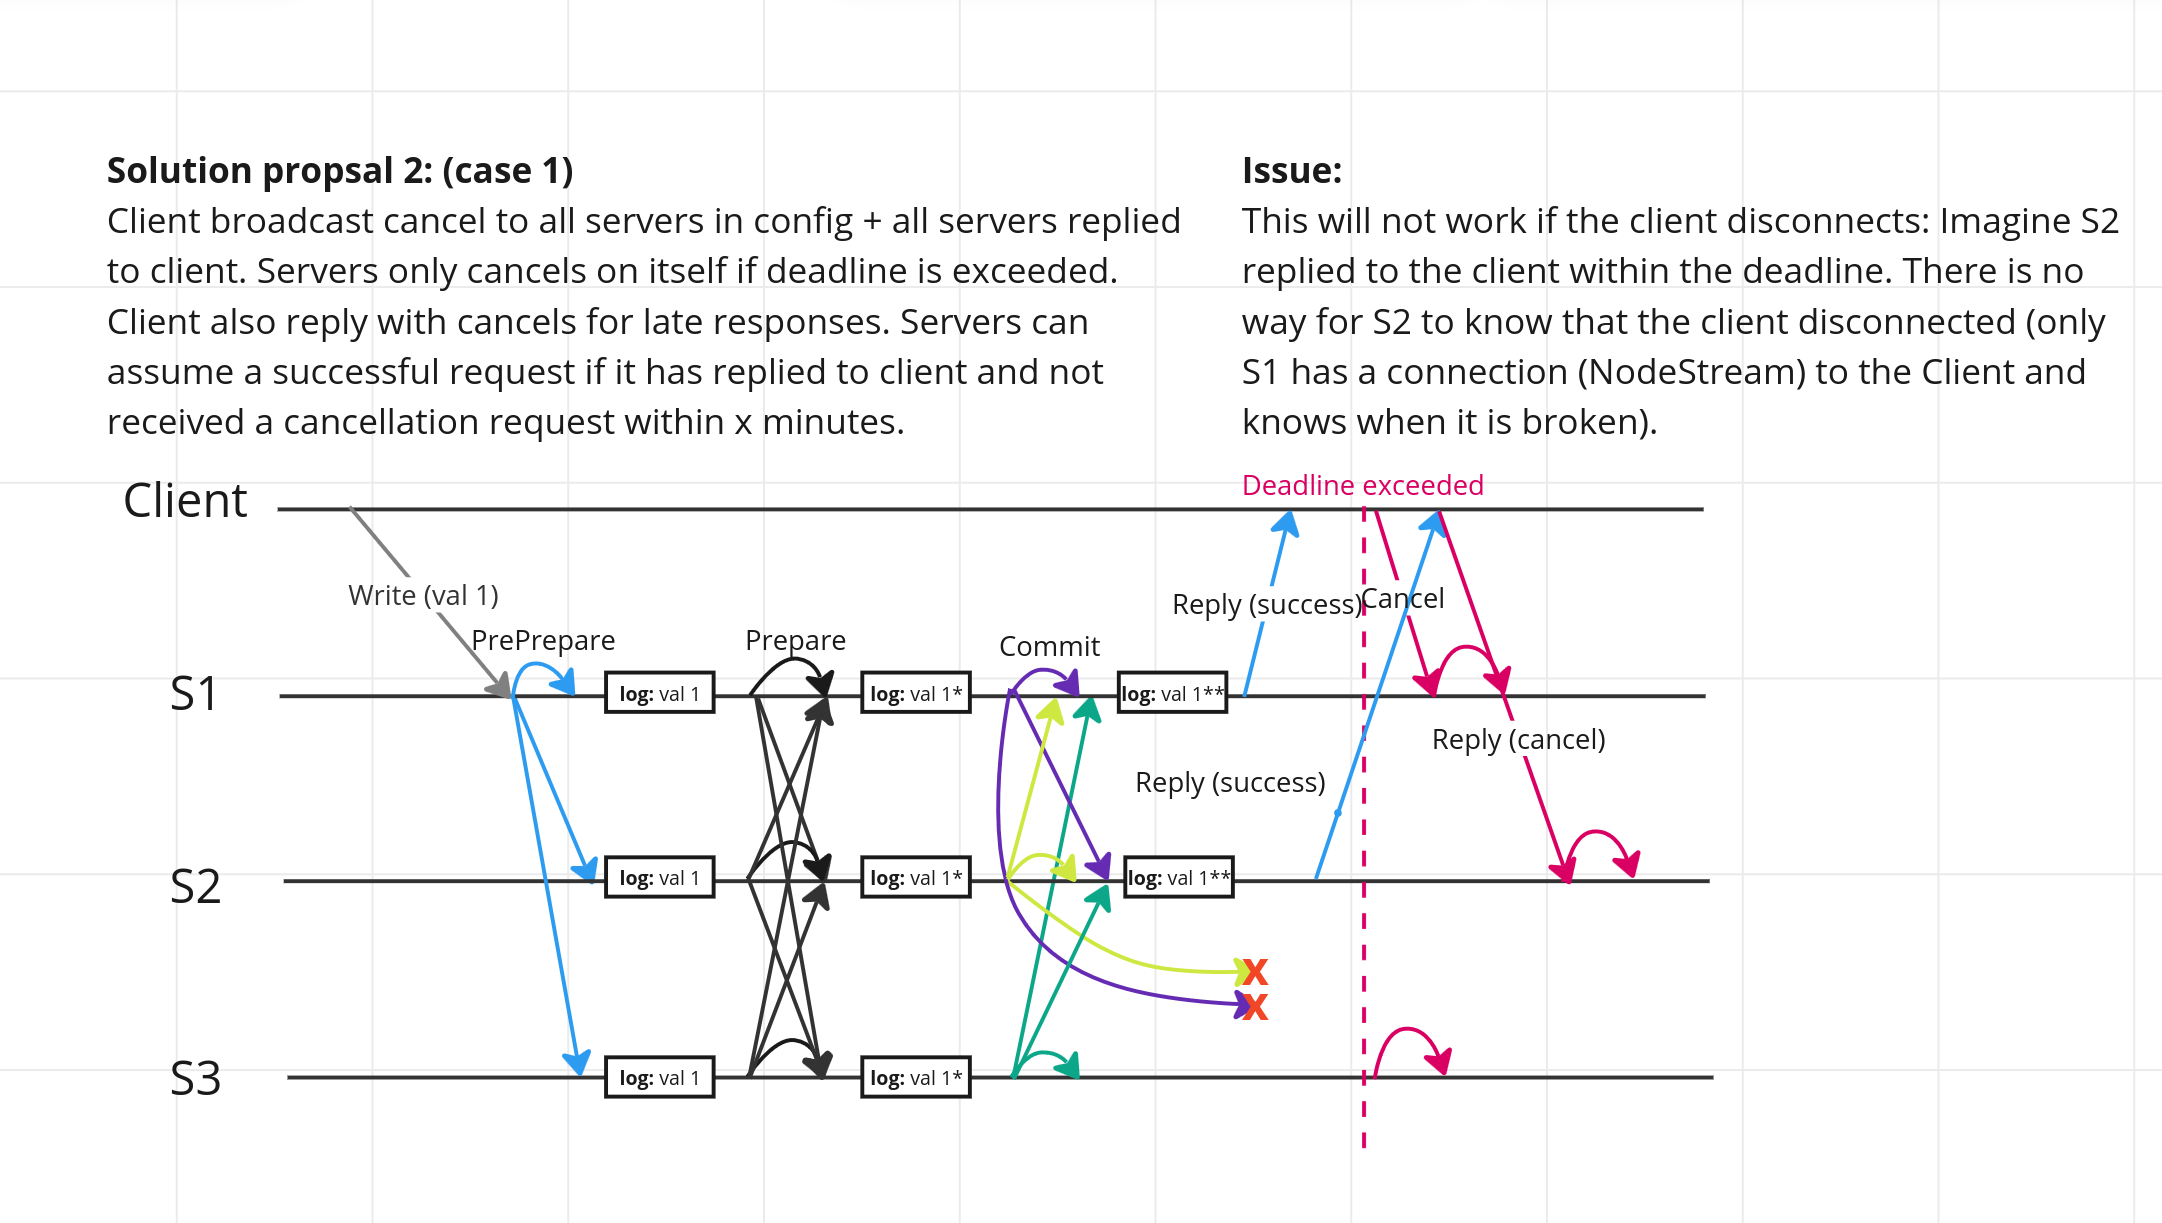 Solution propsal 2: (case 1)
Client broadcast cancel to all servers in config + all servers replied
to client. Servers only cancels on itself if deadline is exceeded.
Client also reply with cancels for late responses. Servers can
assume a successful request if it has replied to client and not
received a cancellation request within x minutes.
Issue:
This will not work if the client disconnects: Imagine S2
replied to the client within the deadline. There is no
way for S2 to know that the client disconnected (only
S1 has a connection (NodeStream) to the Client and
knows when it is broken).
Deadline exceeded
Client
Write (val 1)
Reply (success)
Cancel
PrePrepare
Prepare
Commit
S1
log: val 1
log: val 1*
log: val 1**
Reply (cancel)
Reply (success)
S2
log: val 1
log: val 1*
log: val 1**
X
X
S3
log: val 1
log: val 1*